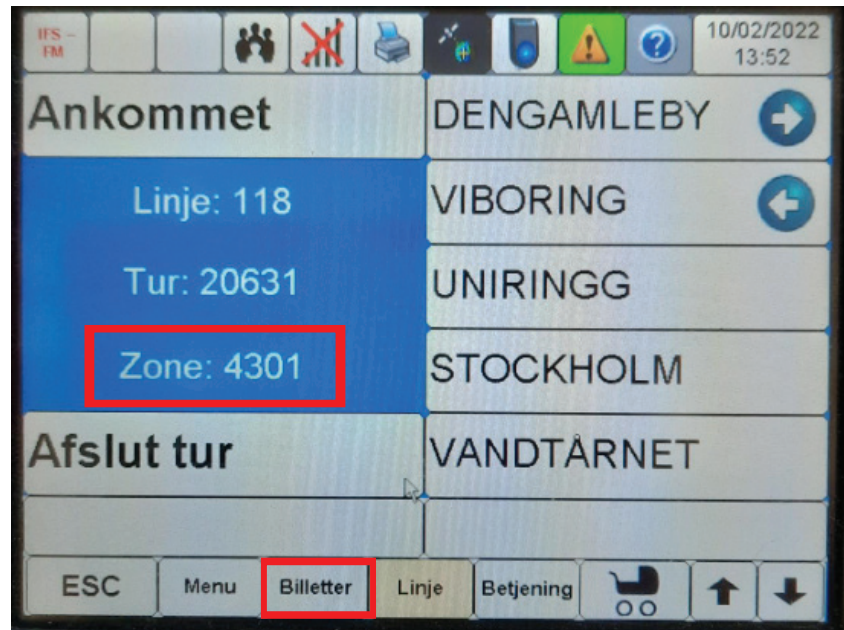 IFS –
FM
10/02/2022
13:52
Ankommet
DENGAMLEBY
Linje: 118
VIBORING
Tur: 20631
UNIRINGG
Zone: 4301
STOCKHOLM
Afslut tur
VANDTÅRNET
ESC
Menu
Billetter
Linje
Betjening